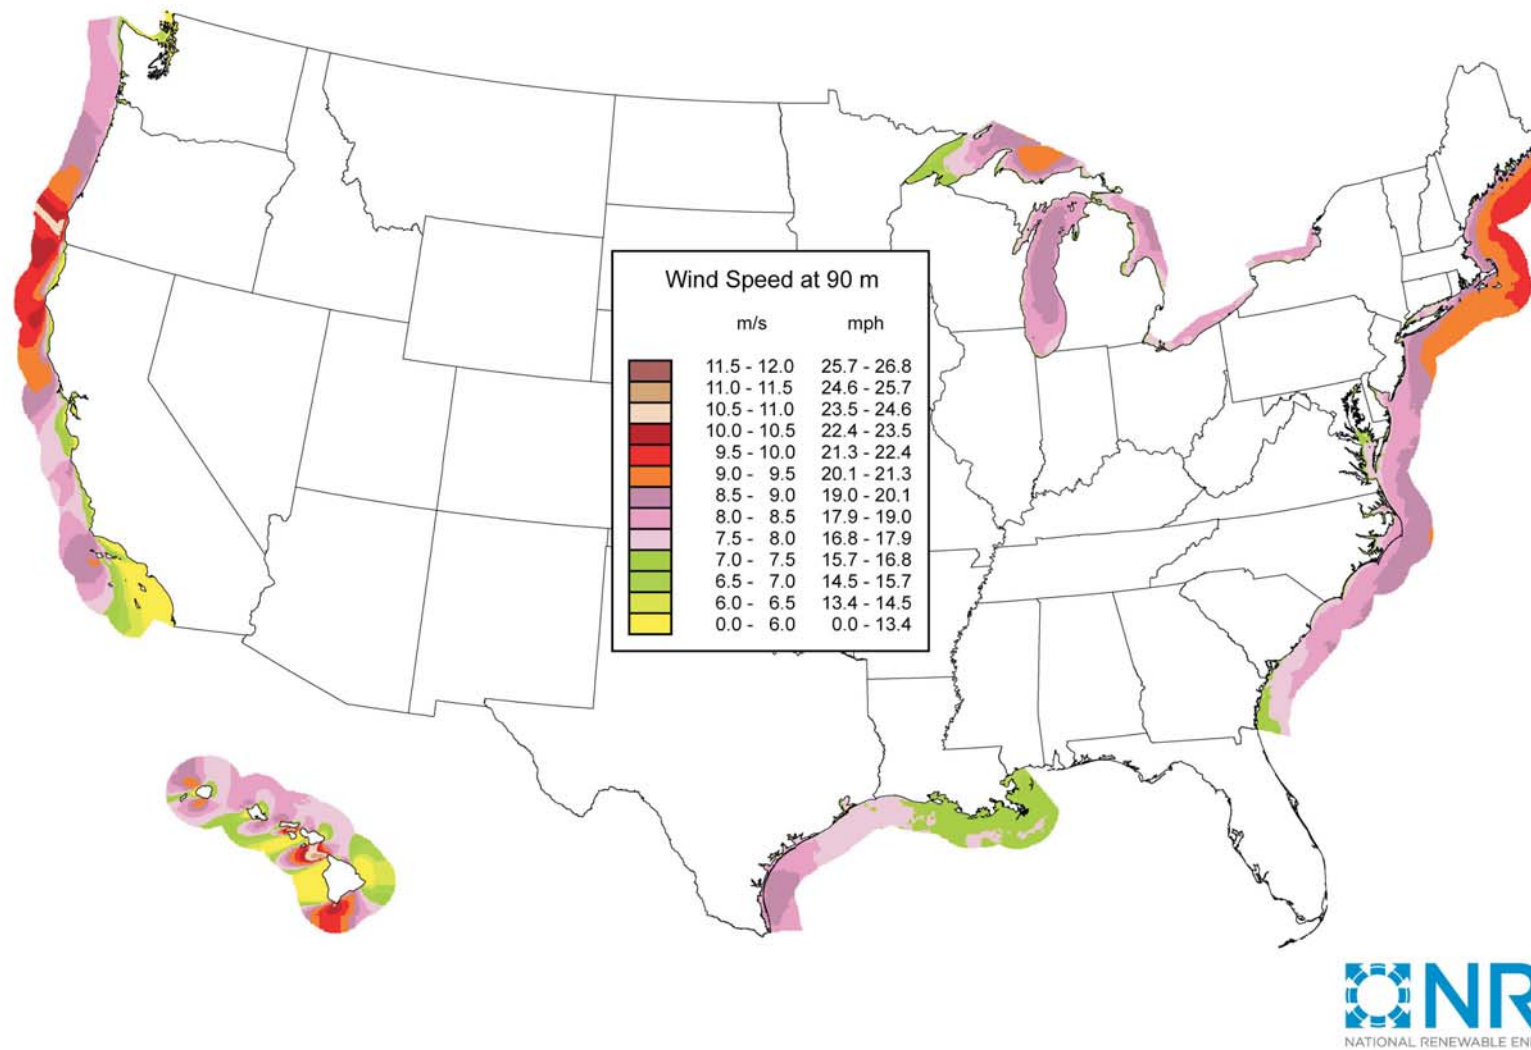 Wind Speed at 90 m
m/s mph
11.5 - 12.0 25.7 - 26.8
11.0 - 11.5 24.6 - 25.7
10.5 - 11.0 23.5 - 24.6
10.0 - 10.5 22.4 - 23.5
9.5 - 10.0 21.3 - 22.4
9.0 - 9.5 20.1 - 21.3
8.5 - 9.0 19.0 - 20.1
8.0 - 8.5 17.9 - 19.0
7.5 - 8.0 16.8 - 17.9
7.0 - 7.5 15.7 - 16.8
6.5 - 7.0 14.5 - 15.7
6.0 - 6.5 13.4 - 14.5
0.0 - 6.0 0.0 - 13.4
NR
NATIONAL RENEWABLE EN